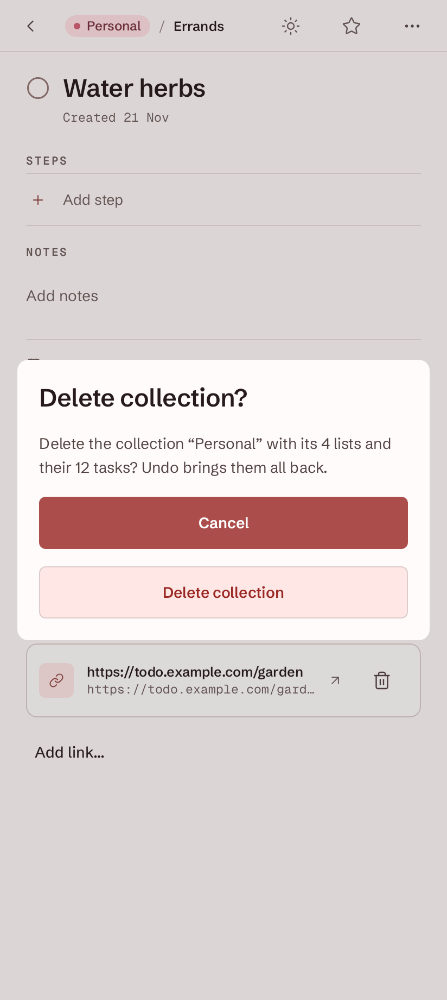 Personal / Errands
Water herbs
Created 21 Nov
STEPS
Add step
NOTES
Add notes
Delete collection?
Delete the collection “Personal” with its 4 lists and
their 12 tasks? Undo brings them all back.
Cancel
Delete collection
https://todo.example.com/garden
https://todo.example.com/gard…
Add link…